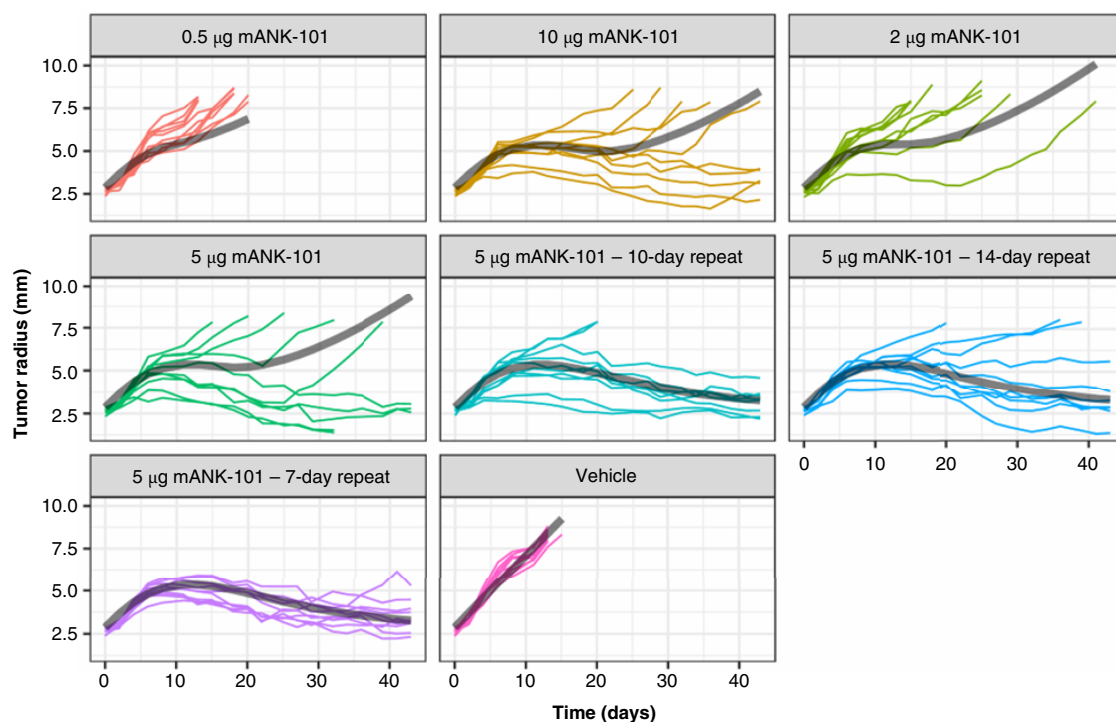 0.5 μg mANK-101
10 μg mANK-101
2 μg mANK-101
10.0
7.5
5.0
2.5
5 μg mANK-101
5 μg mANK-101 – 10-day repeat
5 μg mANK-101 – 14-day repeat
10.0
7.5
5.0
2.5
Tumor radius (mm)
0 10 20 30 40
5 μg mANK-101 – 7-day repeat
Vehicle
10.0
7.5
5.0
2.5
0 10 20 30 40
0 10 20 30 40
Time (days)